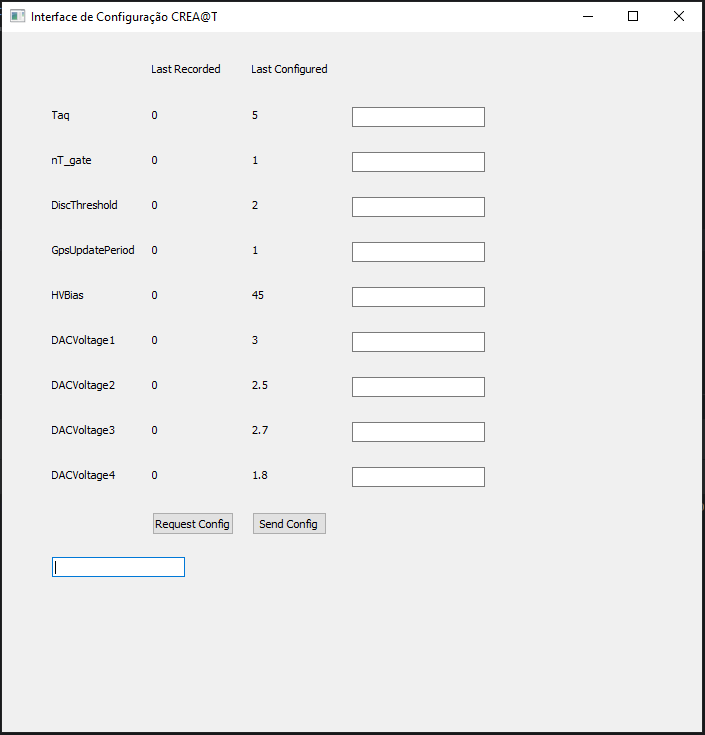 Interface de Configuração CREA@T
Last Recorded Last Configured
Taq 0 5
nT_gate 0 1
DiscThreshold 0 2
GpsUpdatePeriod 0 1
HVBias 0 45
DACVoltage1 0 3
DACVoltage2 0 2.5
DACVoltage3 0 2.7
DACVoltage4 0 1.8
Request Config Send Config